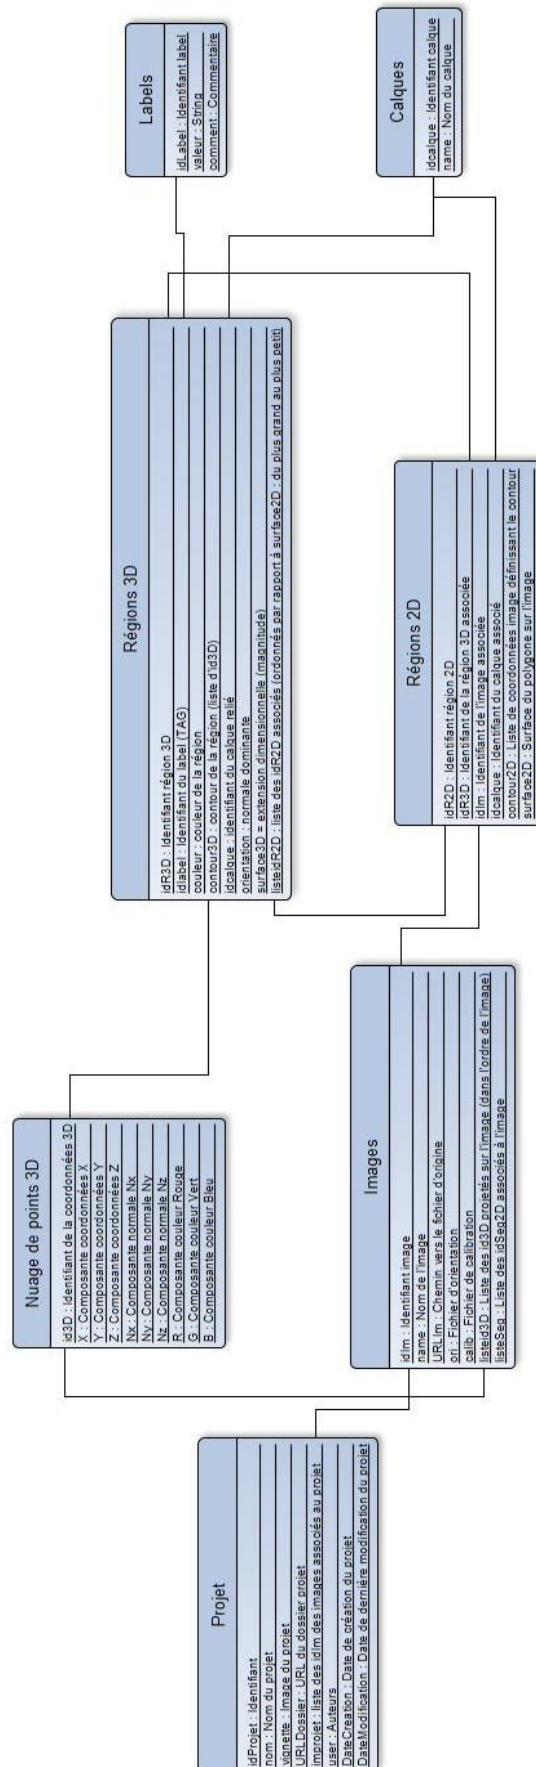 Projet
idProjet : Identifiant
nom : Nom du projet
vignette : Image du projet
URLDossier : URL du dossier projet
improjet : liste des idIm des images associés au projet
user : Auteurs
DateCreation : Date de création du projet
DateModification : Date de dernière modification du projet
Nuage de points 3D
id3D : Identifiant de la coordonnées 3D
X : Composante coordonnées X
Y : Composante coordonnées Y
Z : Composante coordonnées Z
Nx : Composante normale Nx
Ny : Composante normale Ny
Nz : Composante normale Nz
R : Composante couleur Rouge
G : Composante couleur Vert
B : Composante couleur Bleu
Images
idIm : Identifiant image
name : Nom de l'image
URLIm : Chemin vers le fichier d'origine
ori : Fichier d'orientation
calib : Fichier de calibration
listeid3D : Liste des id3D projetés sur l'image (dans l'ordre de l'image)
listeSeg : Liste des idSeg2D associés à l'image
Régions 3D
idR3D : Identifiant région 3D
idlabel : Identifiant du label (TAG)
couleur : couleur de la région
contour3D : contour de la région (liste d'id3D)
idcalque : identifiant du calque relié
orientation : normale dominante
surface3D = extension dimensionnelle (magnitude)
listeidR2D : liste des idR2D associés (ordonnés par rapport à surface2D : du plus grand au plus petit)
Régions 2D
idR2D : Identifiant région 2D
idR3D : Identifiant de la région 3D associée
idIm : Identifiant de l'image associée
idcalque : Identifiant du calque associé
contour2D : Liste de coordonnées image définissant le contour
surface2D : Surface du polygone sur l'image
Labels
idLabel : Identifiant label
valeur : String
comment : Commentaire
Calques
idcalque : Identifiant calque
name : Nom du calque